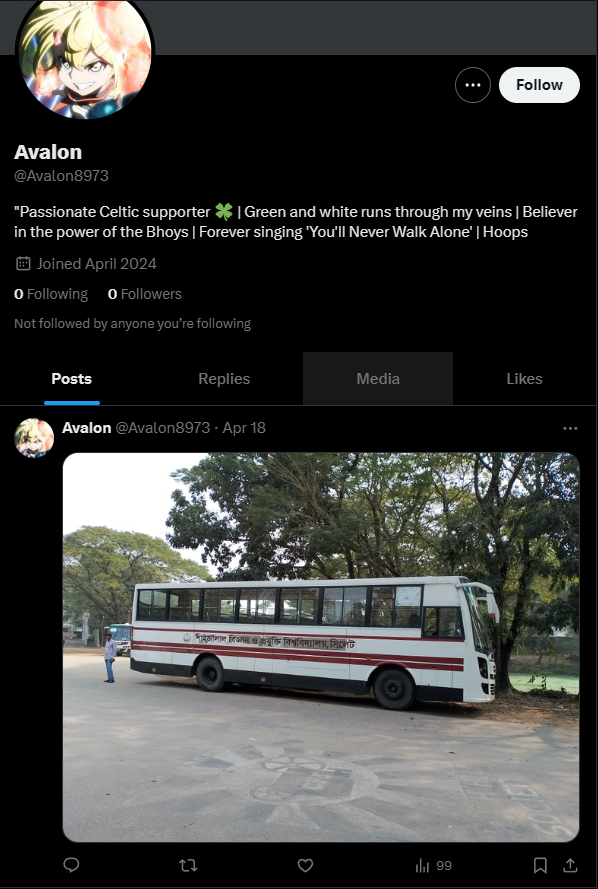 Follow
Avalon
@Avalon8973
"Passionate Celtic supporter 🍀 | Green and white runs through my veins | Believer
in the power of the Bhoys | Forever singing 'You'll Never Walk Alone' | Hoops
Joined April 2024
0 Following 0 Followers
Not followed by anyone you're following
Posts Replies Media Likes
Avalon @Avalon8973 · Apr 18
শাহজালাল বিজ্ঞান ও প্রযুক্তি বিশ্ববিদ্যালয়, সিলেট
99